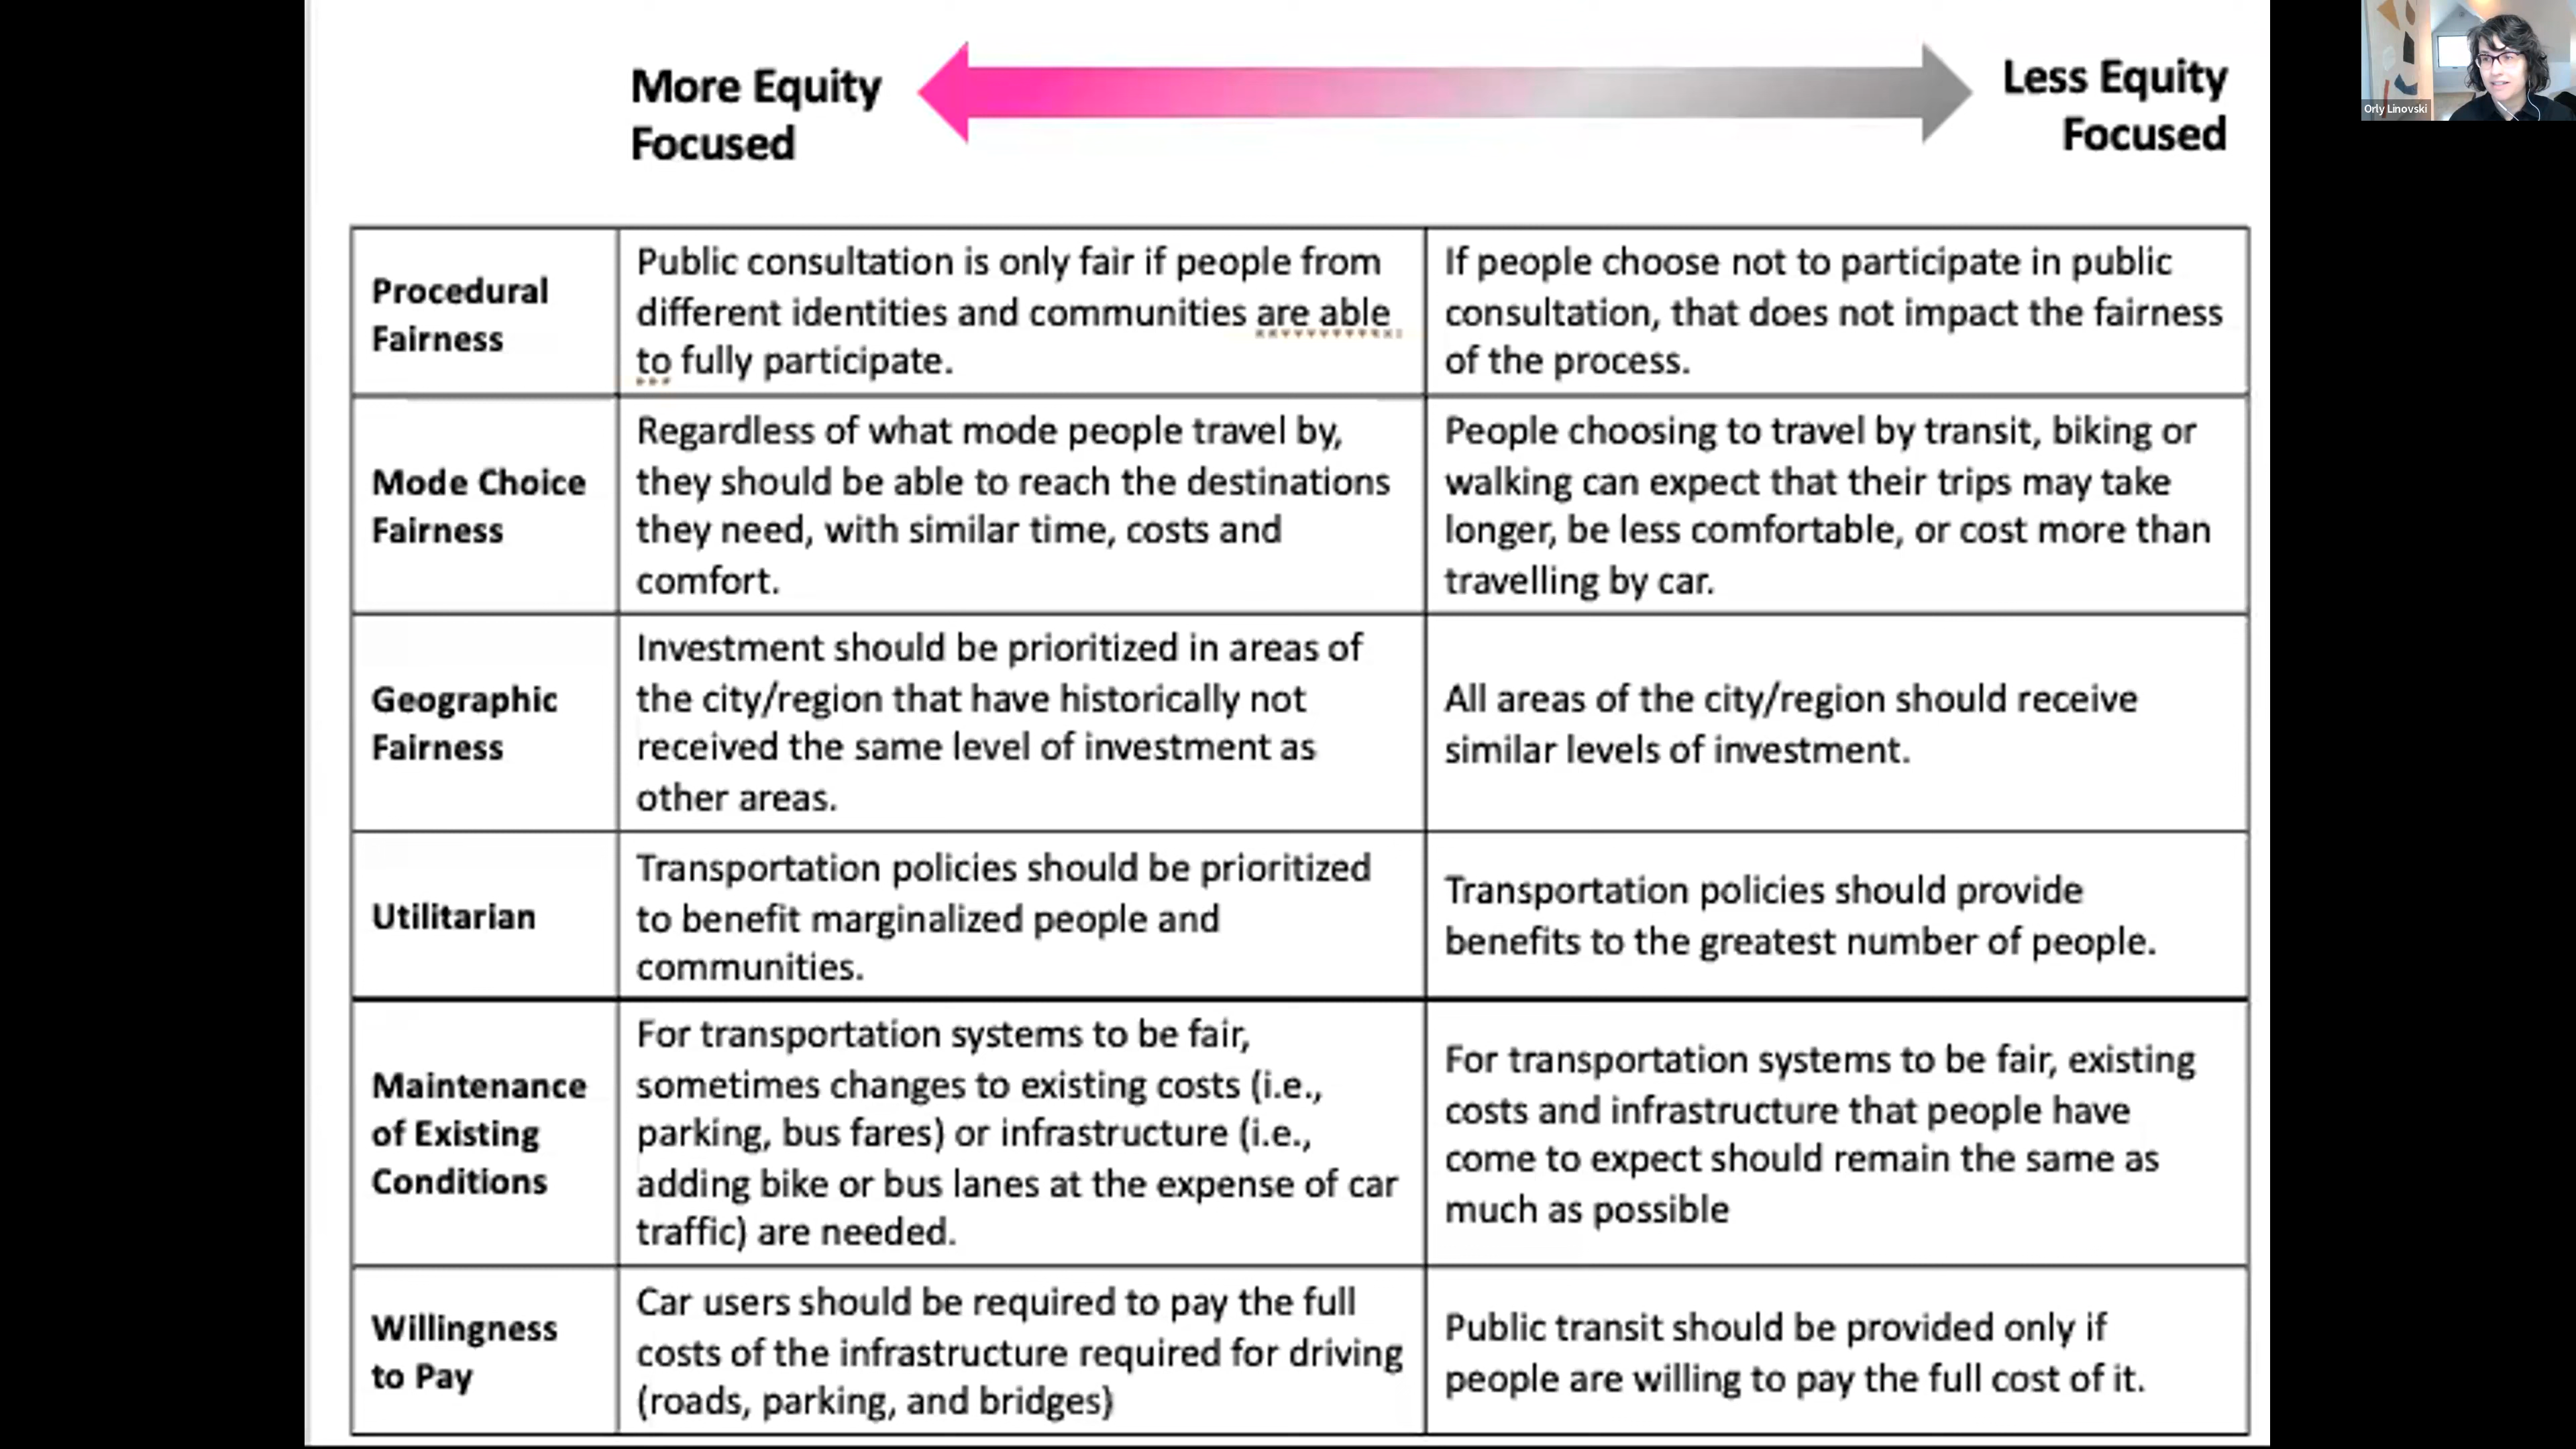 More Equity
Focused
Less Equity
Focused
Orly Linovski
Procedural
Fairness
Public consultation is only fair if people from
different identities and communities are able
to fully participate.
If people choose not to participate in public
consultation, that does not impact the fairness
of the process.
Mode Choice
Fairness
Regardless of what mode people travel by,
they should be able to reach the destinations
they need, with similar time, costs and
comfort.
People choosing to travel by transit, biking or
walking can expect that their trips may take
longer, be less comfortable, or cost more than
travelling by car.
Geographic
Fairness
Investment should be prioritized in areas of
the city/region that have historically not
received the same level of investment as
other areas.
All areas of the city/region should receive
similar levels of investment.
Utilitarian
Transportation policies should be prioritized
to benefit marginalized people and
communities.
Transportation policies should provide
benefits to the greatest number of people.
Maintenance
of Existing
Conditions
For transportation systems to be fair,
sometimes changes to existing costs (i.e.,
parking, bus fares) or infrastructure (i.e.,
adding bike or bus lanes at the expense of car
traffic) are needed.
For transportation systems to be fair, existing
costs and infrastructure that people have
come to expect should remain the same as
much as possible
Willingness
to Pay
Car users should be required to pay the full
costs of the infrastructure required for driving
(roads, parking, and bridges)
Public transit should be provided only if
people are willing to pay the full cost of it.